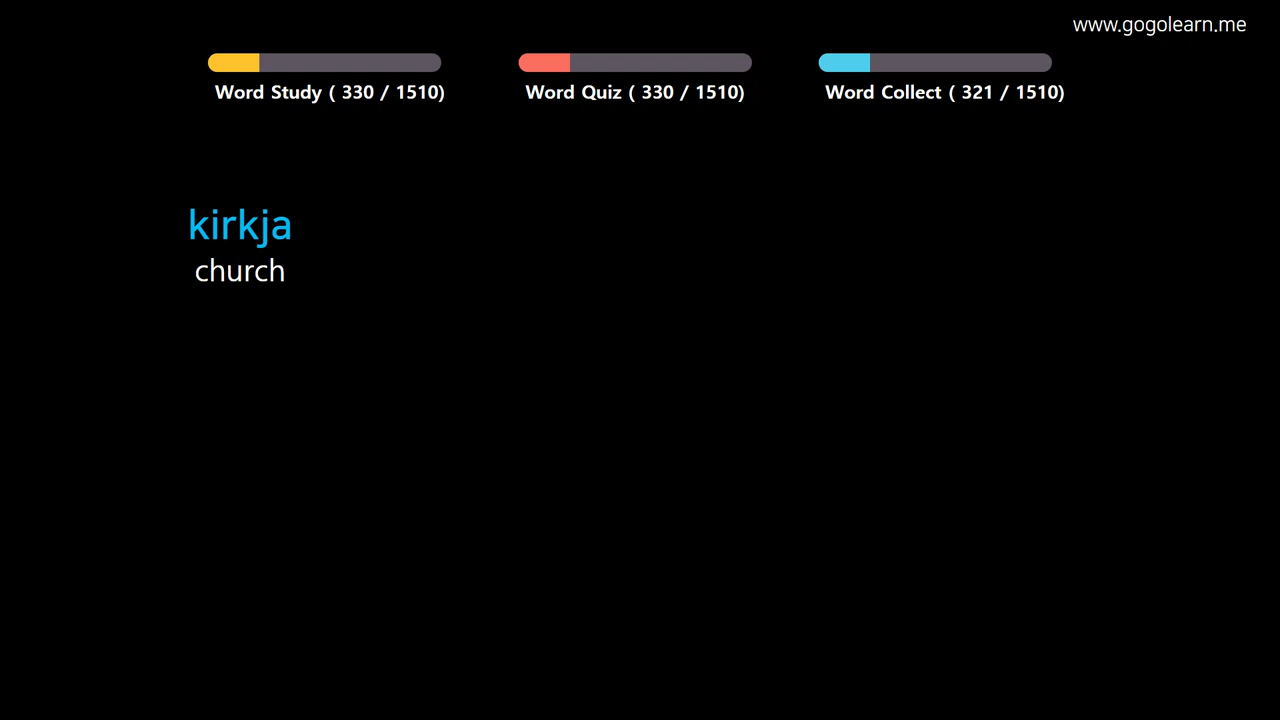 www.gogolearn.me
Word Study ( 330 / 1510)
Word Quiz ( 330 / 1510)
Word Collect ( 321 / 1510)
kirkja
church